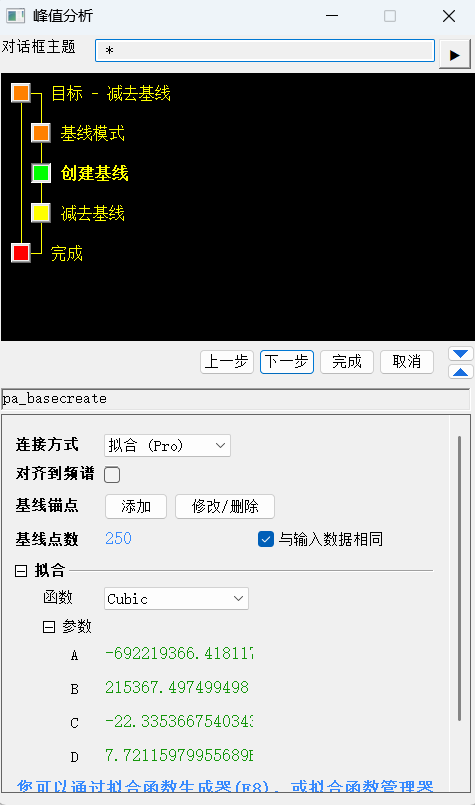 峰值分析
对话框主题 *
目标 - 减去基线
基线模式
创建基线
减去基线
完成
上一步 下一步 完成 取消
pa_basecreate
连接方式 拟合 (Pro)
对齐到频谱
基线锚点 添加 修改/删除
基线点数 250 与输入数据相同
拟合
函数 Cubic
参数
A -692219366.418117
B 215367.497499498
C -22.3353667540343
D 7.72115979955689E
您可以通过拟合函数生成器(F8), 或拟合函数管理器